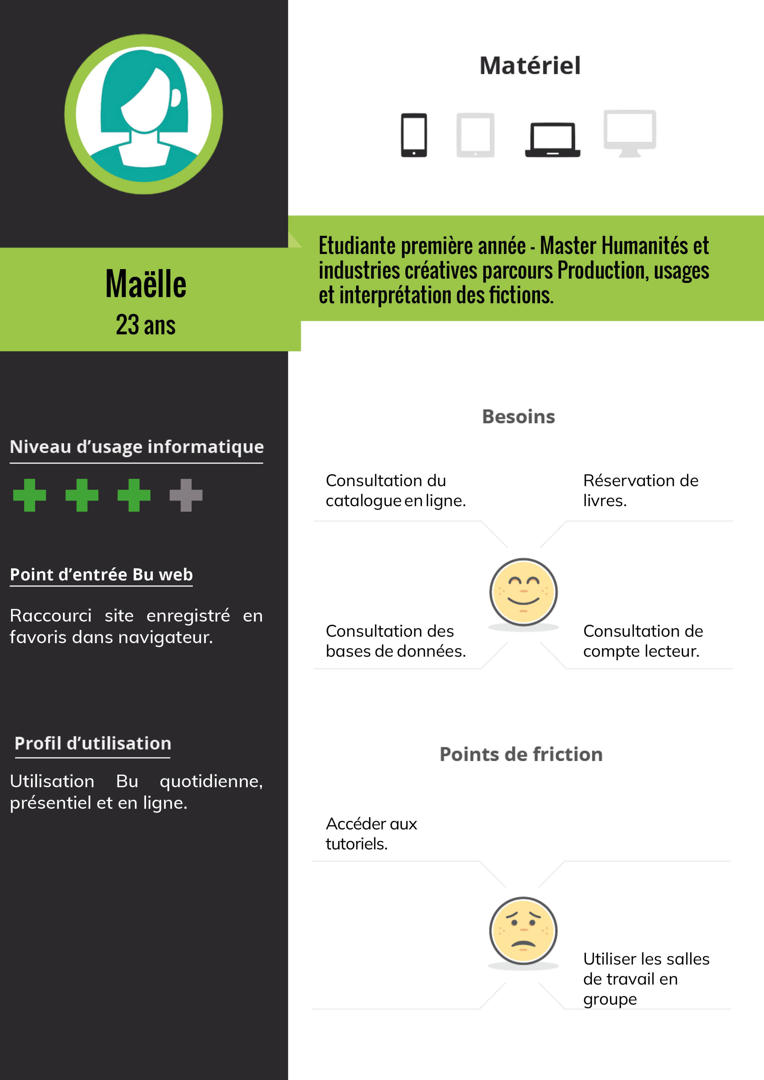 Matériel
Etudiante première année - Master Humanités et
industries créatives parcours Production, usages
et interprétation des fictions.
Maëlle
23 ans
Niveau d'usage informatique
Point d'entrée Bu web
Raccourci site enregistré en
favoris dans navigateur.
Profil d'utilisation
Utilisation Bu quotidienne,
présentiel et en ligne.
Besoins
Consultation du
catalogue en ligne.
Réservation de
livres.
Consultation des
bases de données.
Consultation de
compte lecteur.
Points de friction
Accéder aux
tutoriels.
Utiliser les salles
de travail en
groupe